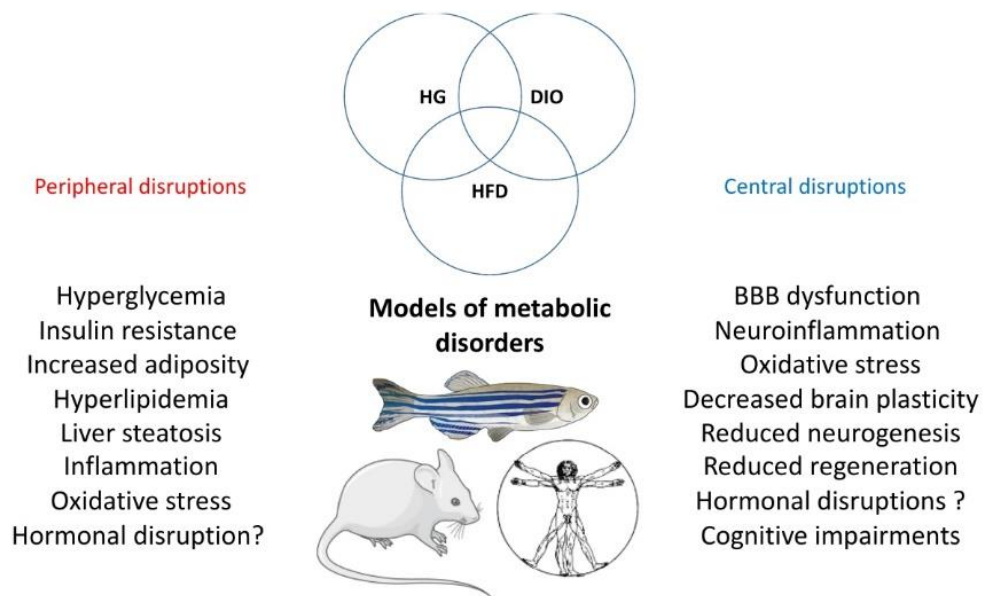 HG
DIO
HFD
Peripheral disruptions
Hyperglycemia
Insulin resistance
Increased adiposity
Hyperlipidemia
Liver steatosis
Inflammation
Oxidative stress
Hormonal disruption?
Models of metabolic
disorders
Central disruptions
BBB dysfunction
Neuroinflammation
Oxidative stress
Decreased brain plasticity
Reduced neurogenesis
Reduced regeneration
Hormonal disruptions ?
Cognitive impairments